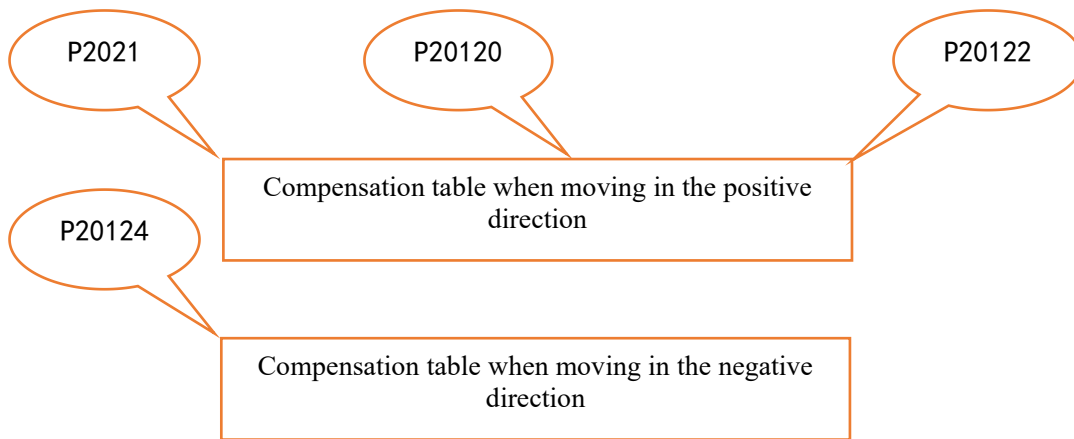 P2021
P20120
P20122
Compensation table when moving in the positive
direction
P20124
Compensation table when moving in the negative
direction